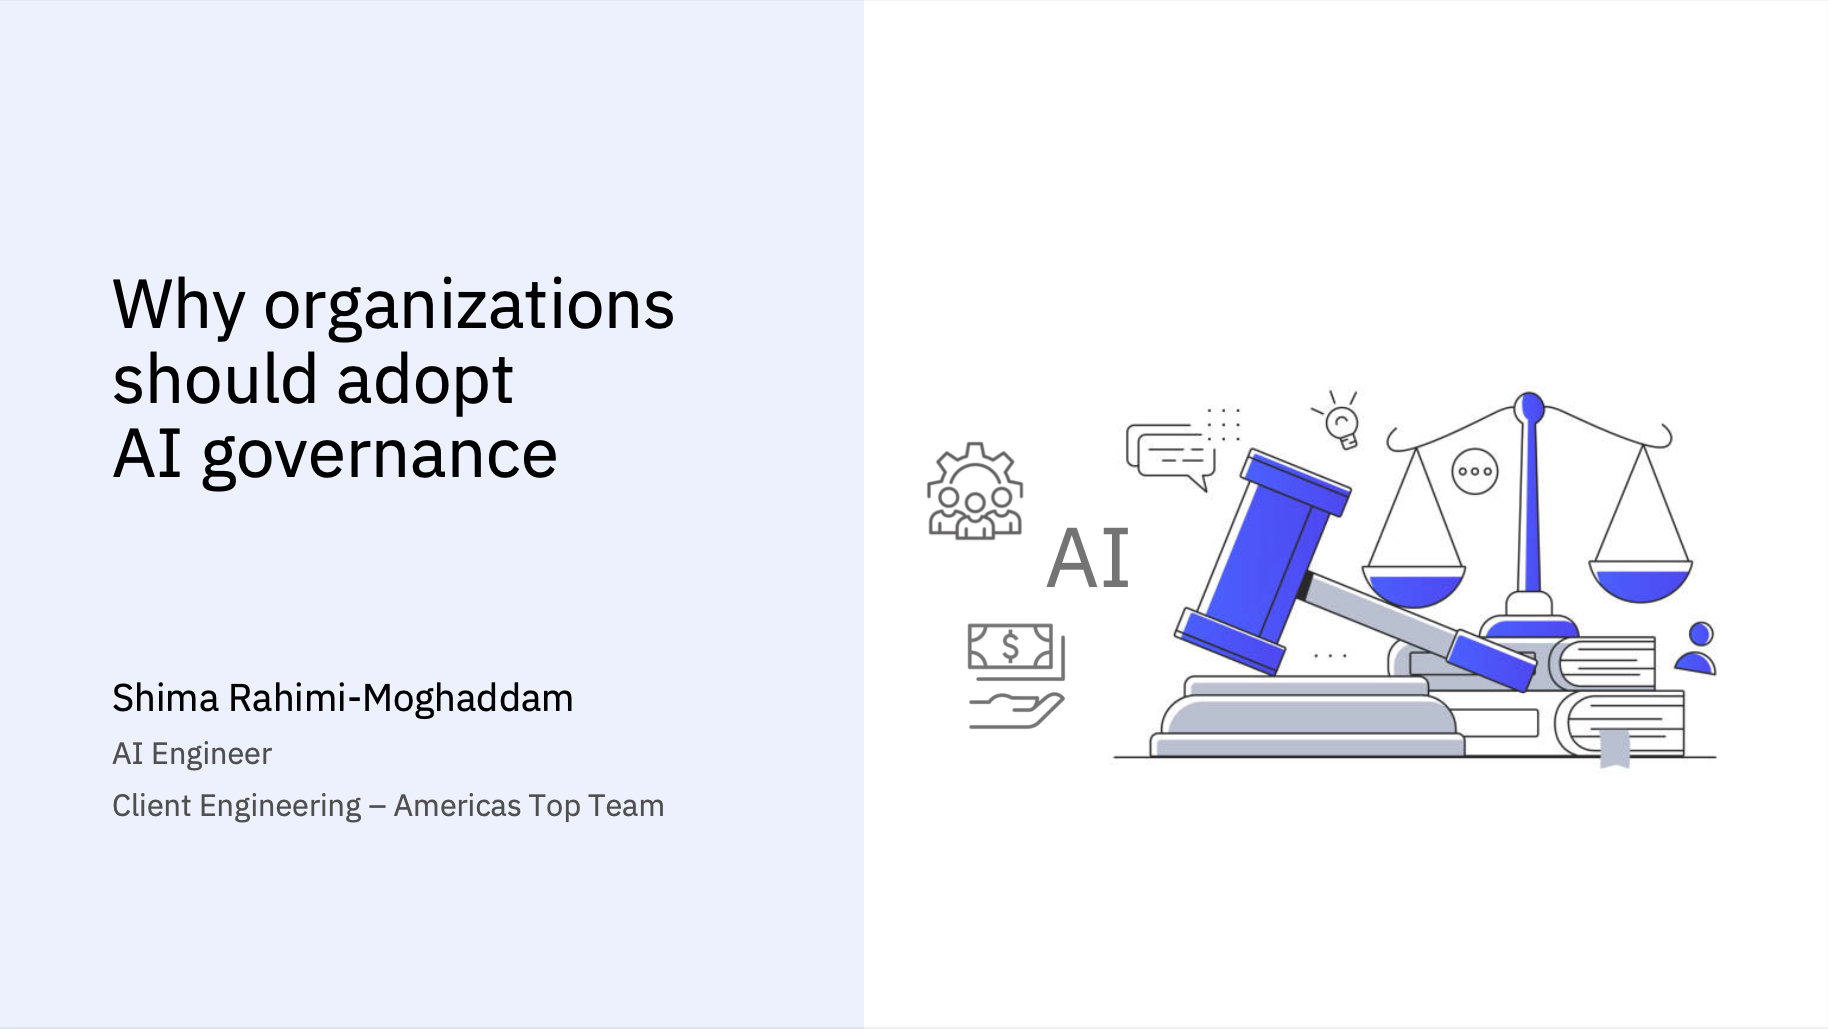 Why organizations
should adopt
AI governance
Shima Rahimi-Moghaddam
AI Engineer
Client Engineering – Americas Top Team
AI
$